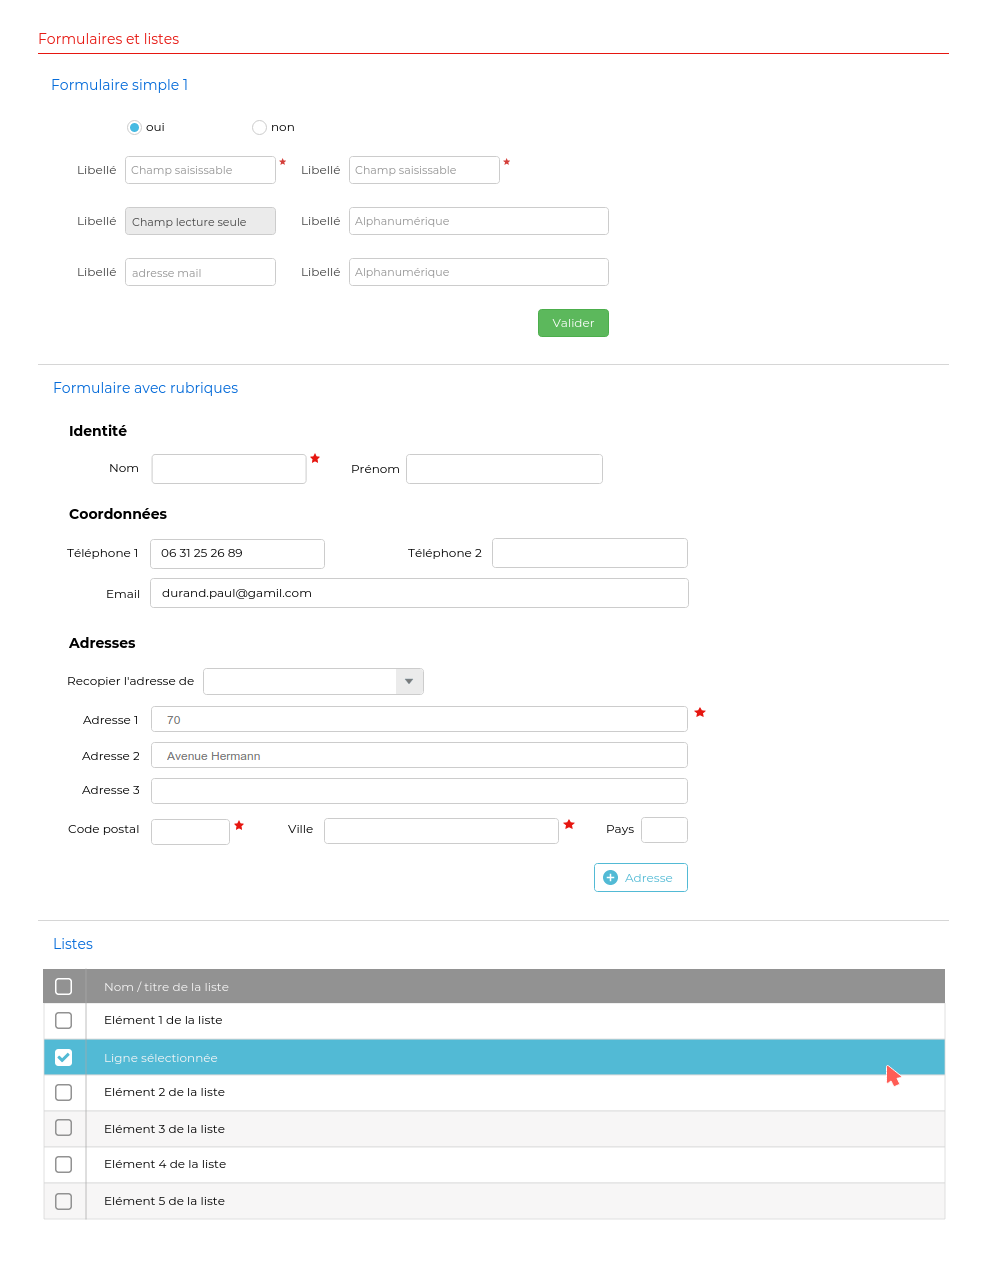 Formulaires et listes
Formulaire simple 1
oui non
Libellé Champ saisissable * Libellé Champ saisissable *
Libellé Champ lecture seule Libellé Alphanumérique
Libellé adresse mail Libellé Alphanumérique
Valider
Formulaire avec rubriques
Identité
Nom * Prénom
Coordonnées
Téléphone 1 06 31 25 26 89 Téléphone 2
Email durand.paul@gamil.com
Adresses
Recopier l'adresse de
Adresse 1 70 *
Adresse 2 Avenue Hermann
Adresse 3
Code postal * Ville * Pays
+ Adresse
Listes
Nom / titre de la liste
Elément 1 de la liste
Ligne sélectionnée
Elément 2 de la liste
Elément 3 de la liste
Elément 4 de la liste
Elément 5 de la liste